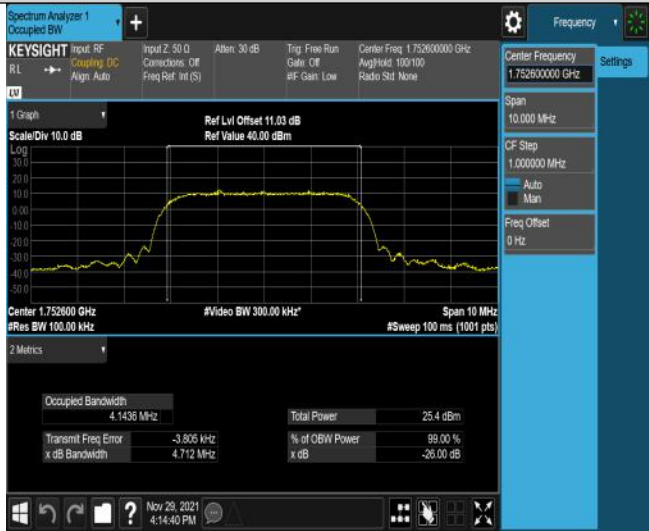 Spectrum Analyzer 1
Occupied BW
Frequency
KEYSIGHT
RL
LW
Input: RF
Coupling: DC
Align: Auto
Input Z: 50 Ω
Corrections: Off
Freq Ref: Int (S)
Atten: 30 dB
Trig: Free Run
Gate: Off
#IF Gain: Low
Center Freq: 1.752600000 GHz
Avg|Hold: 100/100
Radio Std: None
Center Frequency
1.752600000 GHz
Settings
Span
10.000 MHz
CF Step
1.000000 MHz
Auto
Man
Freq Offset
0 Hz
1 Graph
Scale/Div 10.0 dB
Ref Lvl Offset 11.03 dB
Ref Value 40.00 dBm
Log
30.0
20.0
10.0
0.00
-10.0
-20.0
-30.0
-40.0
-50.0
Center 1.752600 GHz
#Video BW 300.00 kHz*
Span 10 MHz
#Res BW 100.00 kHz
#Sweep 100 ms (1001 pts)
2 Metrics
Occupied Bandwidth
4.1436 MHz
Total Power 25.4 dBm
Transmit Freq Error -3.805 kHz
% of OBW Power 99.00 %
x dB Bandwidth 4.712 MHz
x dB -26.00 dB
?
Nov 29, 2021
4:14:40 PM